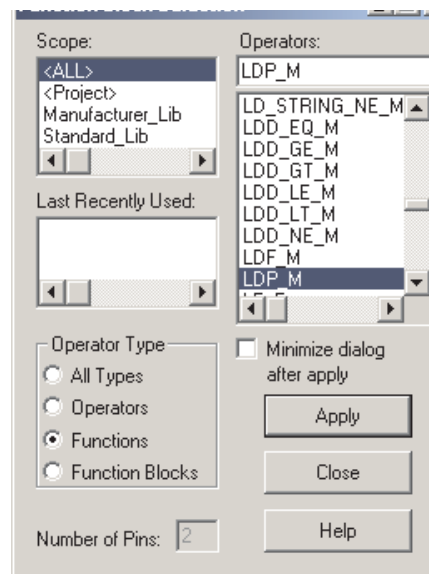 Scope:
<ALL>
<Project>
Manufacturer_Lib
Standard_Lib
Last Recently Used:
Operators:
LDP_M
LD_STRING_NE_M
LDD_EQ_M
LDD_GE_M
LDD_GT_M
LDD_LE_M
LDD_LT_M
LDD_NE_M
LDF_M
LDP_M
Operator Type
All Types
Operators
Functions
Function Blocks
Number of Pins: 2
Minimize dialog
after apply
Apply
Close
Help